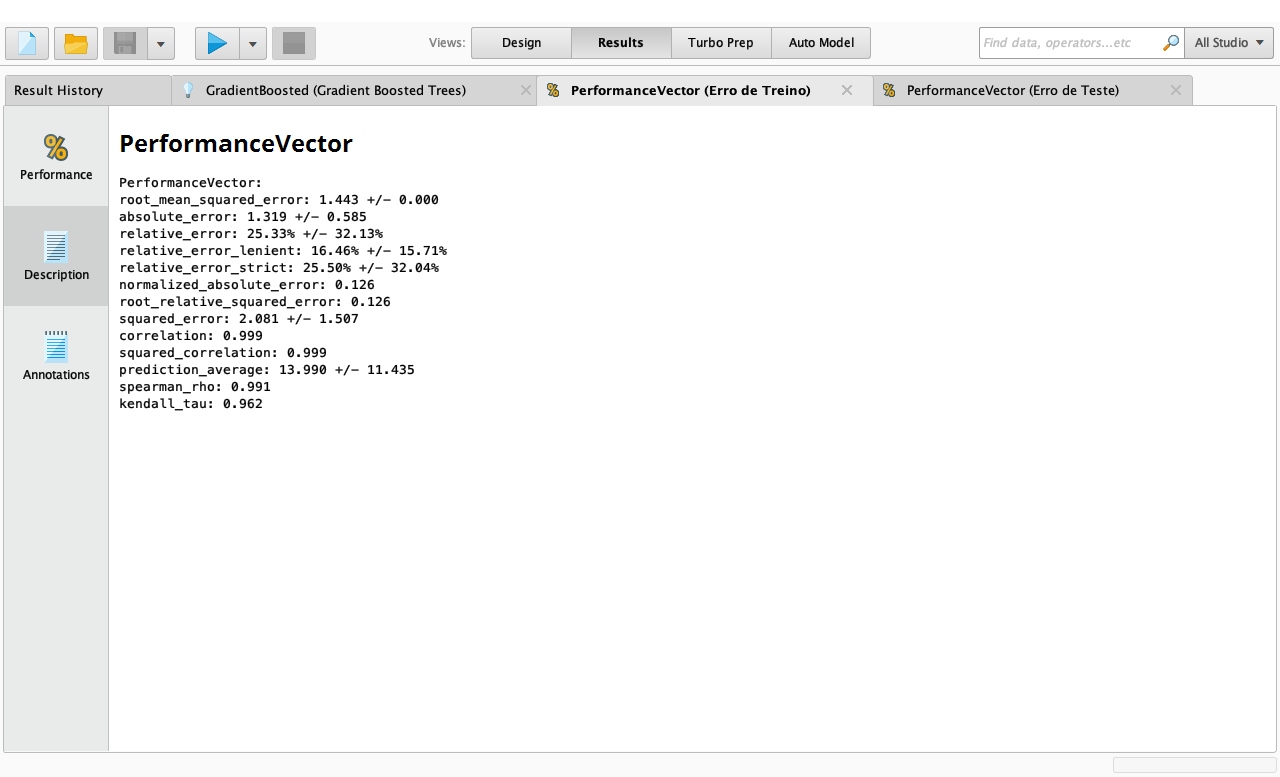 Views:
Design
Results
Turbo Prep
Auto Model
Find data, operators...etc
All Studio
Result History
GradientBoosted (Gradient Boosted Trees)
PerformanceVector (Erro de Treino)
PerformanceVector (Erro de Teste)
Performance
Description
Annotations
PerformanceVector
PerformanceVector:
root_mean_squared_error: 1.443 +/- 0.000
absolute_error: 1.319 +/- 0.585
relative_error: 25.33% +/- 32.13%
relative_error_lenient: 16.46% +/- 15.71%
relative_error_strict: 25.50% +/- 32.04%
normalized_absolute_error: 0.126
root_relative_squared_error: 0.126
squared_error: 2.081 +/- 1.507
correlation: 0.999
squared_correlation: 0.999
prediction_average: 13.990 +/- 11.435
spearman_rho: 0.991
kendall_tau: 0.962